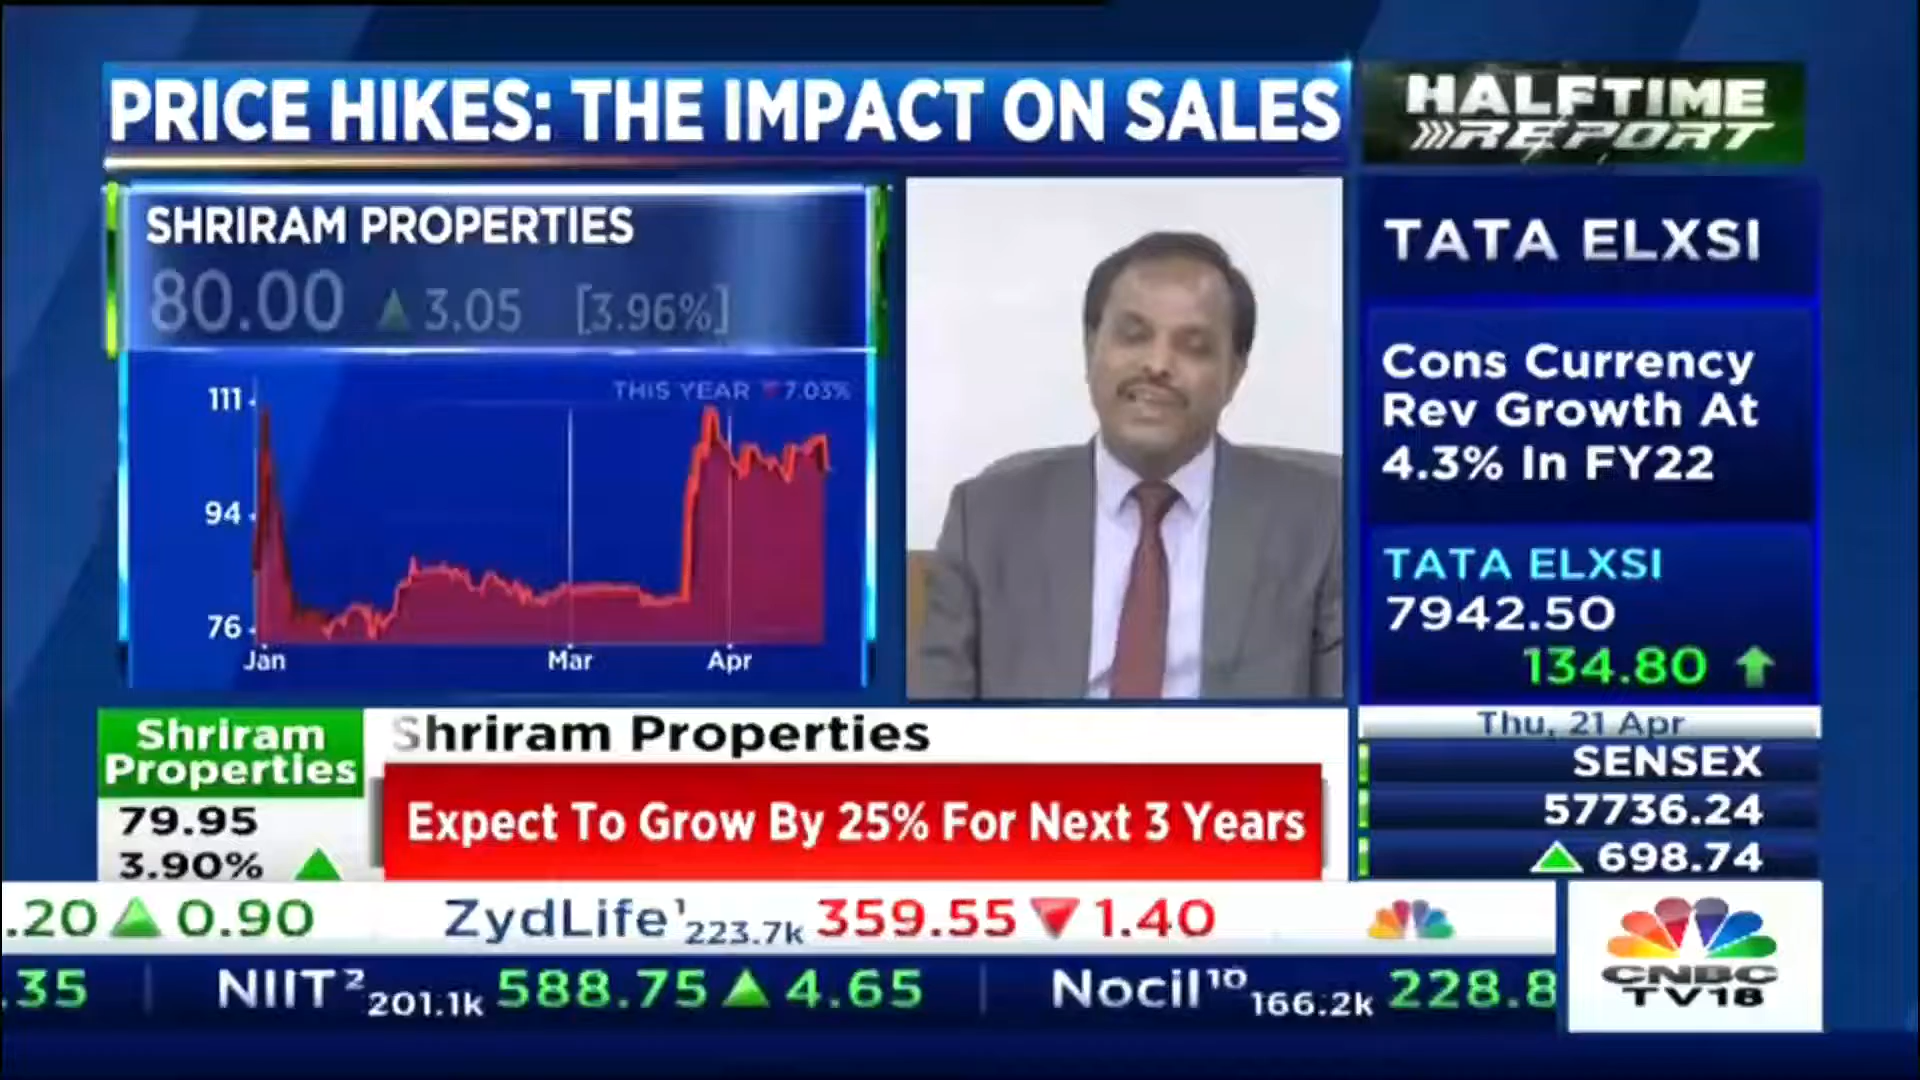 PRICE HIKES: THE IMPACT ON SALES
HALFTIME
REPORT
SHRIRAM PROPERTIES
80.00 ▲ 3.05 [3.96%]
THIS YEAR ▼7.03%
111
94
76
Jan Mar Apr
TATA ELXSI
Cons Currency
Rev Growth At
4.3% In FY22
TATA ELXSI
7942.50
134.80
Thu, 21 Apr
SENSEX
57736.24
▲ 698.74
Shriram
Properties
79.95
3.90% ▲
Shriram Properties
Expect To Grow By 25% For Next 3 Years
.20 ▲ 0.90 ZydLife¹ 223.7k 359.55 ▼ 1.40
.35 NIIT² 201.1k 588.75 ▲ 4.65 Nocil¹⁰ 166.2k 228.8
CNBC
TV18